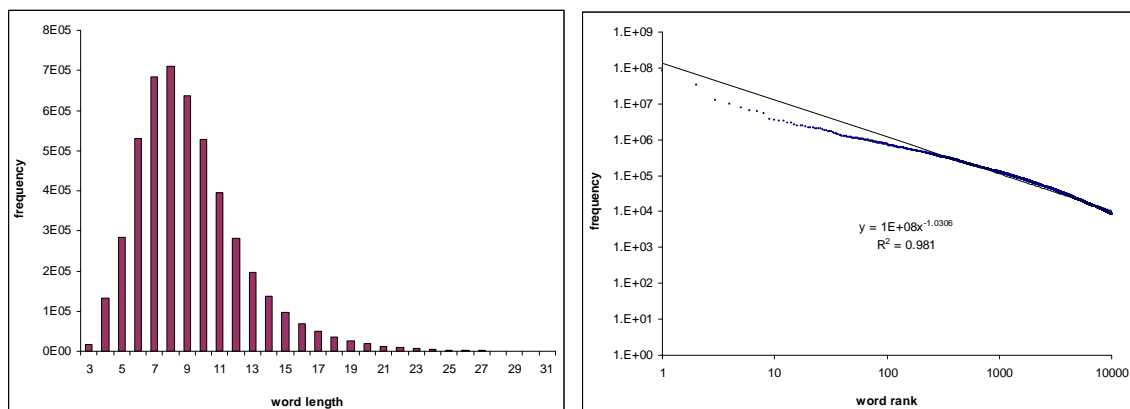 8E05
7E05
6E05
5E05
4E05
3E05
2E05
1E05
0E00
frequency
3 5 7 9 11 13 15 17 19 21 23 25 27 29 31
word length
1.E+09
1.E+08
1.E+07
1.E+06
1.E+05
1.E+04
1.E+03
1.E+02
1.E+01
1.E+00
frequency
y = 1E+08x^-1.0306
R² = 0.981
1 10 100 1000 10000
word rank